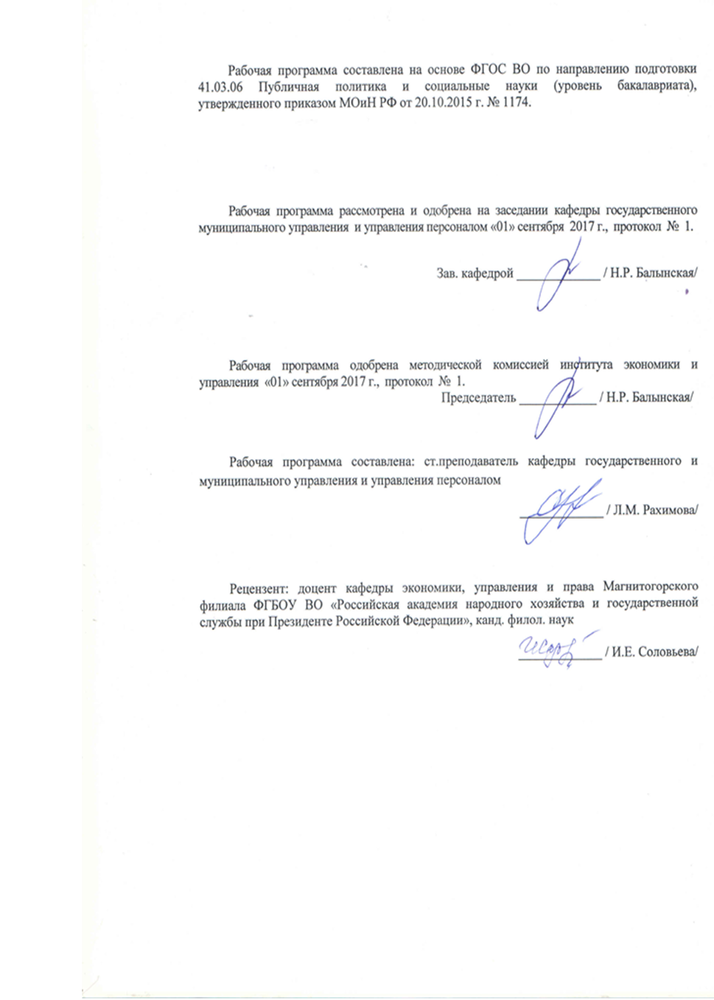 Рабочая программа составлена на основе ФГОС ВО по направлению подготовки
41.03.06 Публичная политика и социальные науки (уровень бакалавриата),
утвержденного приказом МОиН РФ от 20.10.2015 г. № 1174.
Рабочая программа рассмотрена и одобрена на заседании кафедры государственного
муниципального управления и управления персоналом «01» сентября 2017 г., протокол № 1.
Зав. кафедрой ____________ / Н.Р. Балынская/
Рабочая программа одобрена методической комиссией института экономики и
управления «01» сентября 2017 г., протокол № 1.
Председатель ___________ / Н.Р. Балынская/
Рабочая программа составлена: ст.преподаватель кафедры государственного и
муниципального управления и управления персоналом
____________ / Л.М. Рахимова/
Рецензент: доцент кафедры экономики, управления и права Магнитогорского
филиала ФГБОУ ВО «Российская академия народного хозяйства и государственной
службы при Президенте Российской Федерации», канд. филол. наук
____________ / И.Е. Соловьева/